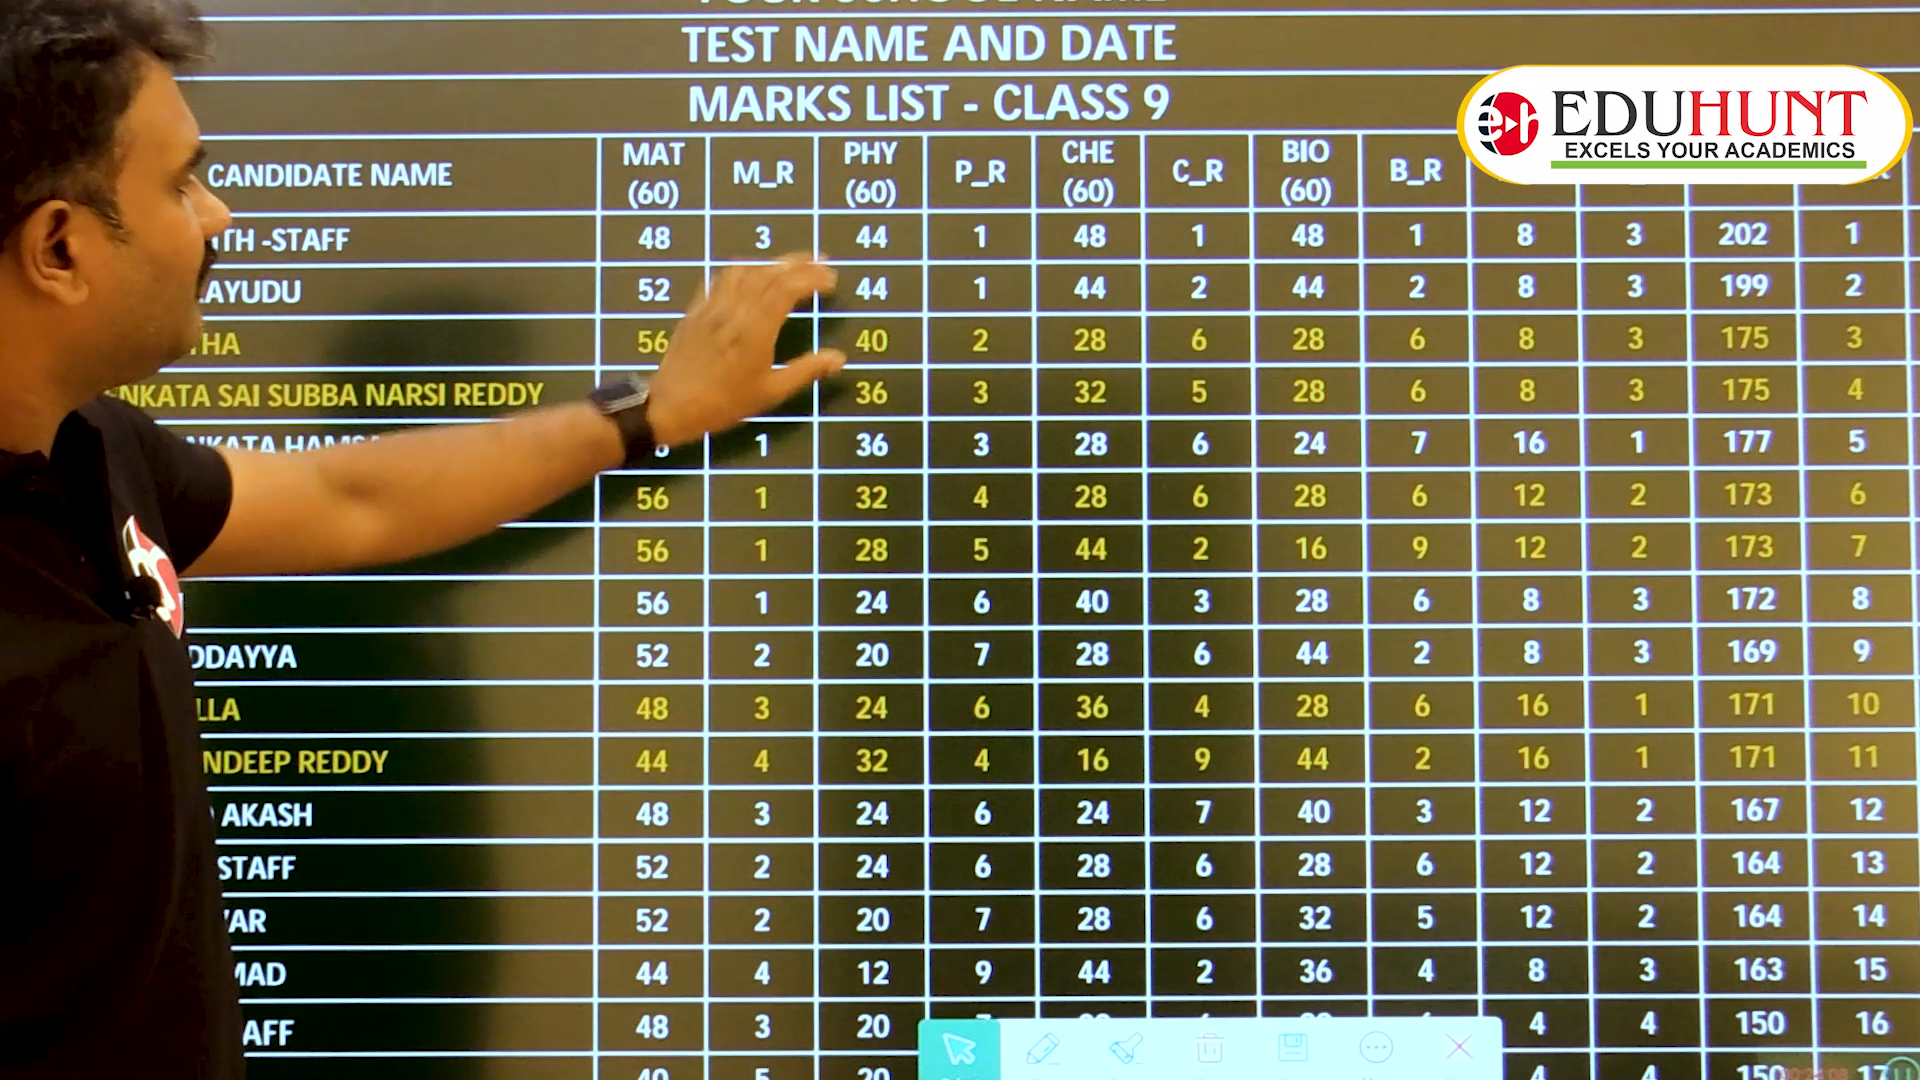 TEST NAME AND DATE
MARKS LIST - CLASS 9
EDUHUNT
EXCELS YOUR ACADEMICS
CANDIDATE NAME MAT (60) M_R PHY (60) P_R CHE (60) C_R BIO (60) B_R
ITH -STAFF 48 3 44 1 48 1 48 1 8 3 202 1
AYUDU 52 44 1 44 2 44 2 8 3 199 2
THA 56 40 2 28 6 28 6 8 3 175 3
ENKATA SAI SUBBA NARSI REDDY 36 3 32 5 28 6 8 3 175 4
1 36 3 28 6 24 7 16 1 177 5
56 1 32 4 28 6 28 6 12 2 173 6
56 1 28 5 44 2 16 9 12 2 173 7
56 1 24 6 40 3 28 6 8 3 172 8
DDAYYA 52 2 20 7 28 6 44 2 8 3 169 9
LLA 48 3 24 6 36 4 28 6 16 1 171 10
NDEEP REDDY 44 4 32 4 16 9 44 2 16 1 171 11
AKASH 48 3 24 6 24 7 40 3 12 2 167 12
STAFF 52 2 24 6 28 6 28 6 12 2 164 13
AR 52 2 20 7 28 6 32 5 12 2 164 14
MAD 44 4 12 9 44 2 36 4 8 3 163 15
AFF 48 3 20 4 4 150 16
40 5 20 4 4 150 17